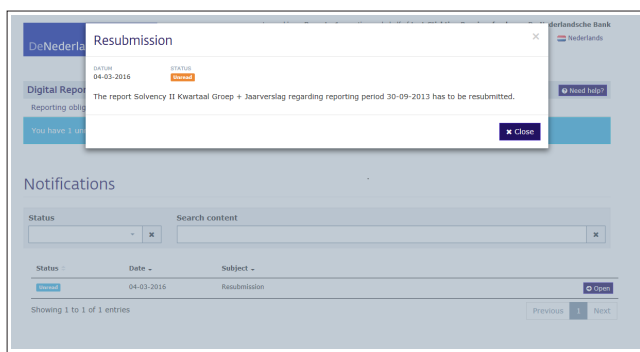 Nederlandsche Bank
Nederlands
DeNederla
Resubmission
×
DATUM
STATUS
04-03-2016
Unread
Digital Repor
Need help?
The report Solvency II Kwartaal Groep + Jaarverslag regarding reporting period 30-09-2013 has to be resubmitted.
Reporting oblig
You have 1 un
Close
Notifications
Status
Search content
Status
Date
Subject
Unread
04-03-2016
Resubmission
Open
Showing 1 to 1 of 1 entries
Previous 1 Next